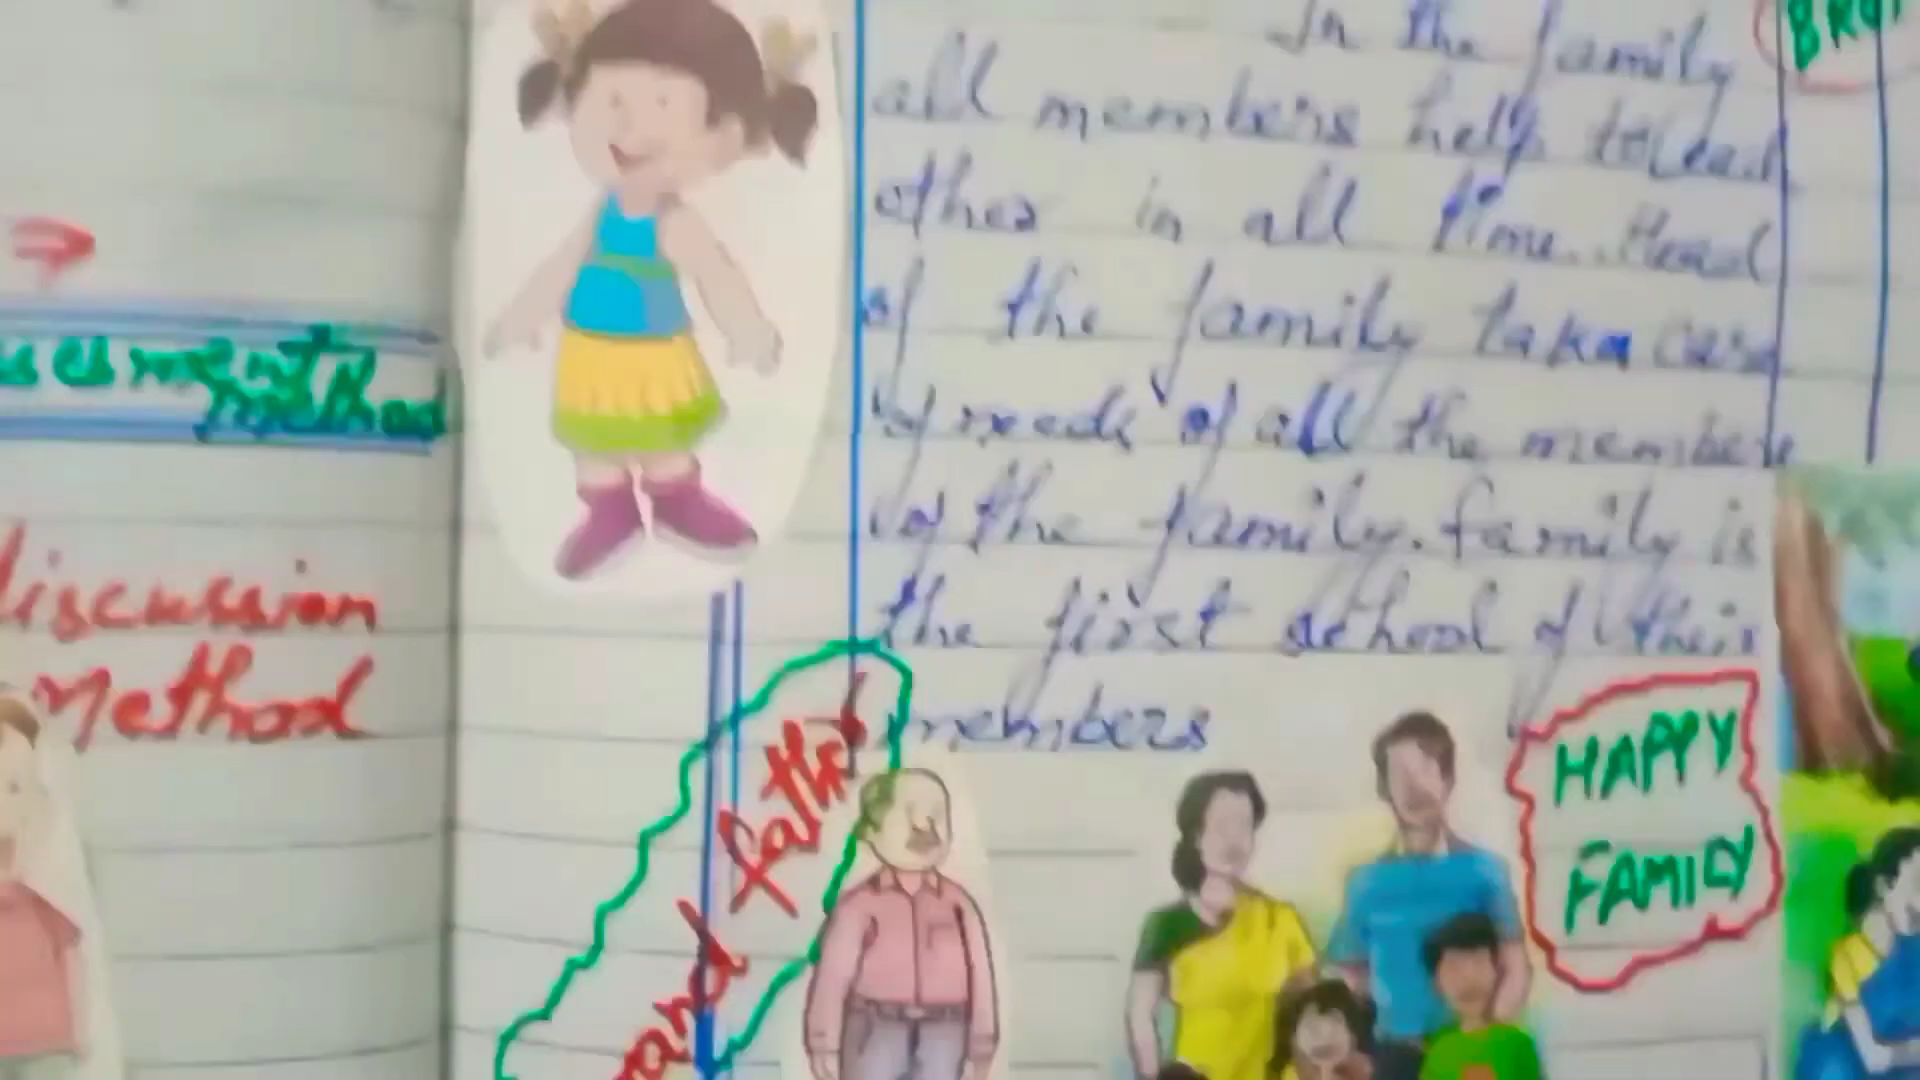 discussion
Method
In the family
all members help to each
other in all time. Head
of the family take care
of needs of all the members
of the family. family is
the first school of their
members
Grand father
HAPPY
FAMILY